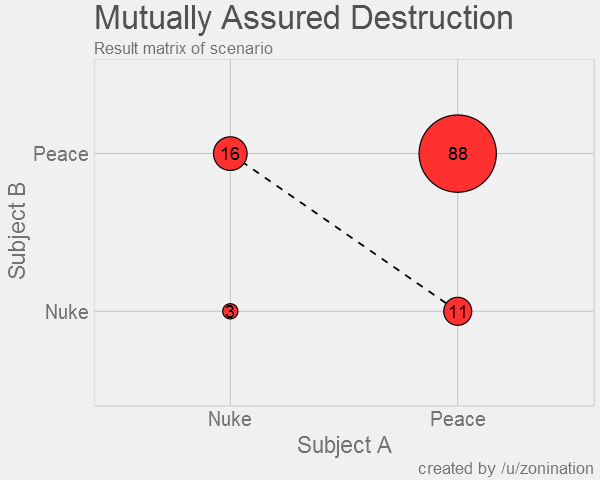 Mutually Assured Destruction
Result matrix of scenario
Peace
16
88
Subject B
Nuke
3
11
Nuke
Peace
Subject A
created by /u/zonination